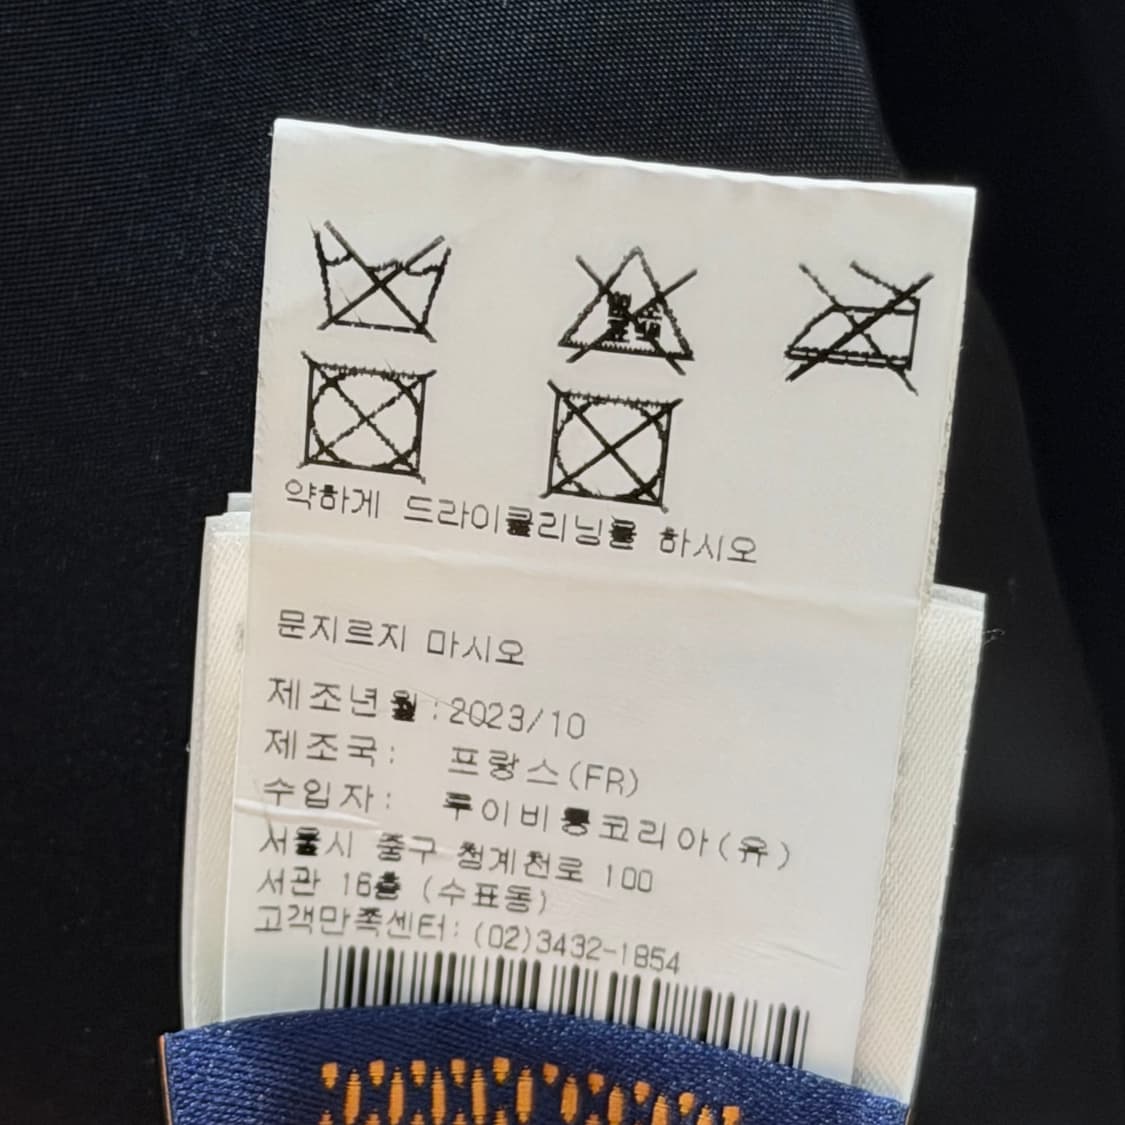 약하게 드라이클리닝을 하시오
문지르지 마시오
제조년월 : 2023/10
제조국: 프랑스(FR)
수입자: 루이비통코리아(유)
서울시 중구 청계천로 100
서관 16층 (수표동)
고객만족센터: (02)3432-1854